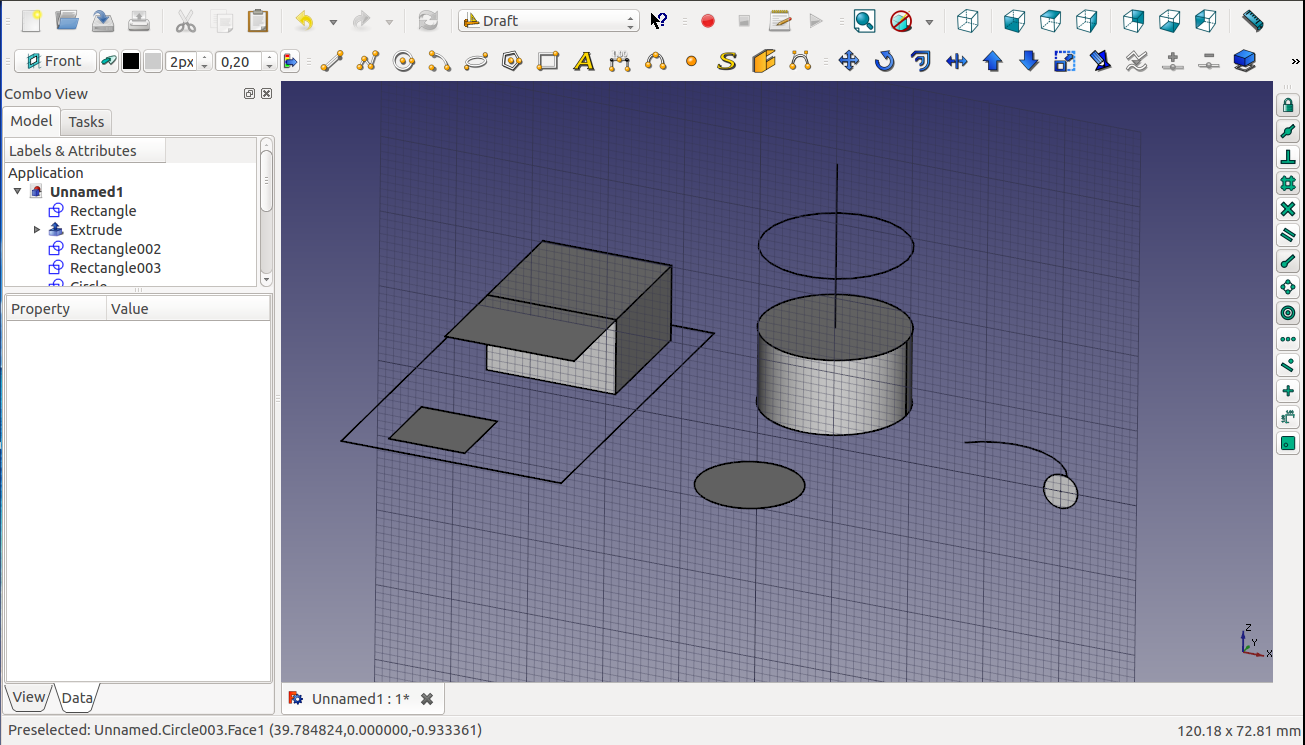 Draft
Front
2px
0,20
Combo View
Model
Tasks
Labels & Attributes
Application
Unnamed1
Rectangle
Extrude
Rectangle002
Rectangle003
Circle
Property
Value
View
Data
Unnamed1 : 1*
Z
Y
X
Preselected: Unnamed.Circle003.Face1 (39.784824,0.000000,-0.933361)
120.18 x 72.81 mm